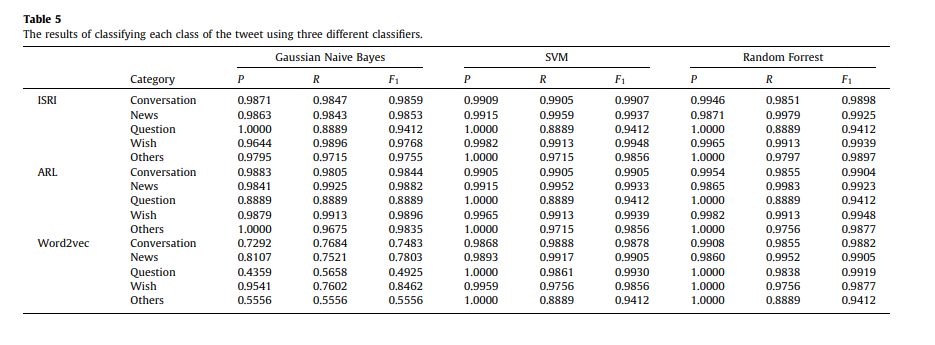 Table 5
The results of classifying each class of the tweet using three different classifiers.
Gaussian Naive Bayes SVM Random Forrest
Category P R F1 P R F1 P R F1
ISRI Conversation 0.9871 0.9847 0.9859 0.9909 0.9905 0.9907 0.9946 0.9851 0.9898
News 0.9863 0.9843 0.9853 0.9915 0.9959 0.9937 0.9871 0.9979 0.9925
Question 1.0000 0.8889 0.9412 1.0000 0.8889 0.9412 1.0000 0.8889 0.9412
Wish 0.9644 0.9896 0.9768 0.9982 0.9913 0.9948 0.9965 0.9913 0.9939
Others 0.9795 0.9715 0.9755 1.0000 0.9715 0.9856 1.0000 0.9797 0.9897
ARL Conversation 0.9883 0.9805 0.9844 0.9905 0.9905 0.9905 0.9954 0.9855 0.9904
News 0.9841 0.9925 0.9882 0.9915 0.9952 0.9933 0.9865 0.9983 0.9923
Question 0.8889 0.8889 0.8889 1.0000 0.8889 0.9412 1.0000 0.8889 0.9412
Wish 0.9879 0.9913 0.9896 0.9965 0.9913 0.9939 0.9982 0.9913 0.9948
Others 1.0000 0.9675 0.9835 1.0000 0.9715 0.9856 1.0000 0.9756 0.9877
Word2vec Conversation 0.7292 0.7684 0.7483 0.9868 0.9888 0.9878 0.9908 0.9855 0.9882
News 0.8107 0.7521 0.7803 0.9893 0.9917 0.9905 0.9860 0.9952 0.9905
Question 0.4359 0.5658 0.4925 1.0000 0.9861 0.9930 1.0000 0.9838 0.9919
Wish 0.9541 0.7602 0.8462 0.9959 0.9756 0.9856 1.0000 0.9756 0.9877
Others 0.5556 0.5556 0.5556 1.0000 0.8889 0.9412 1.0000 0.8889 0.9412